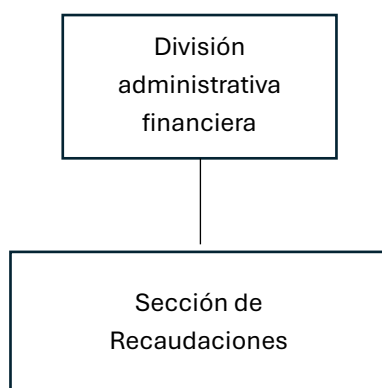 División
administrativa
financiera
Sección de
Recaudaciones